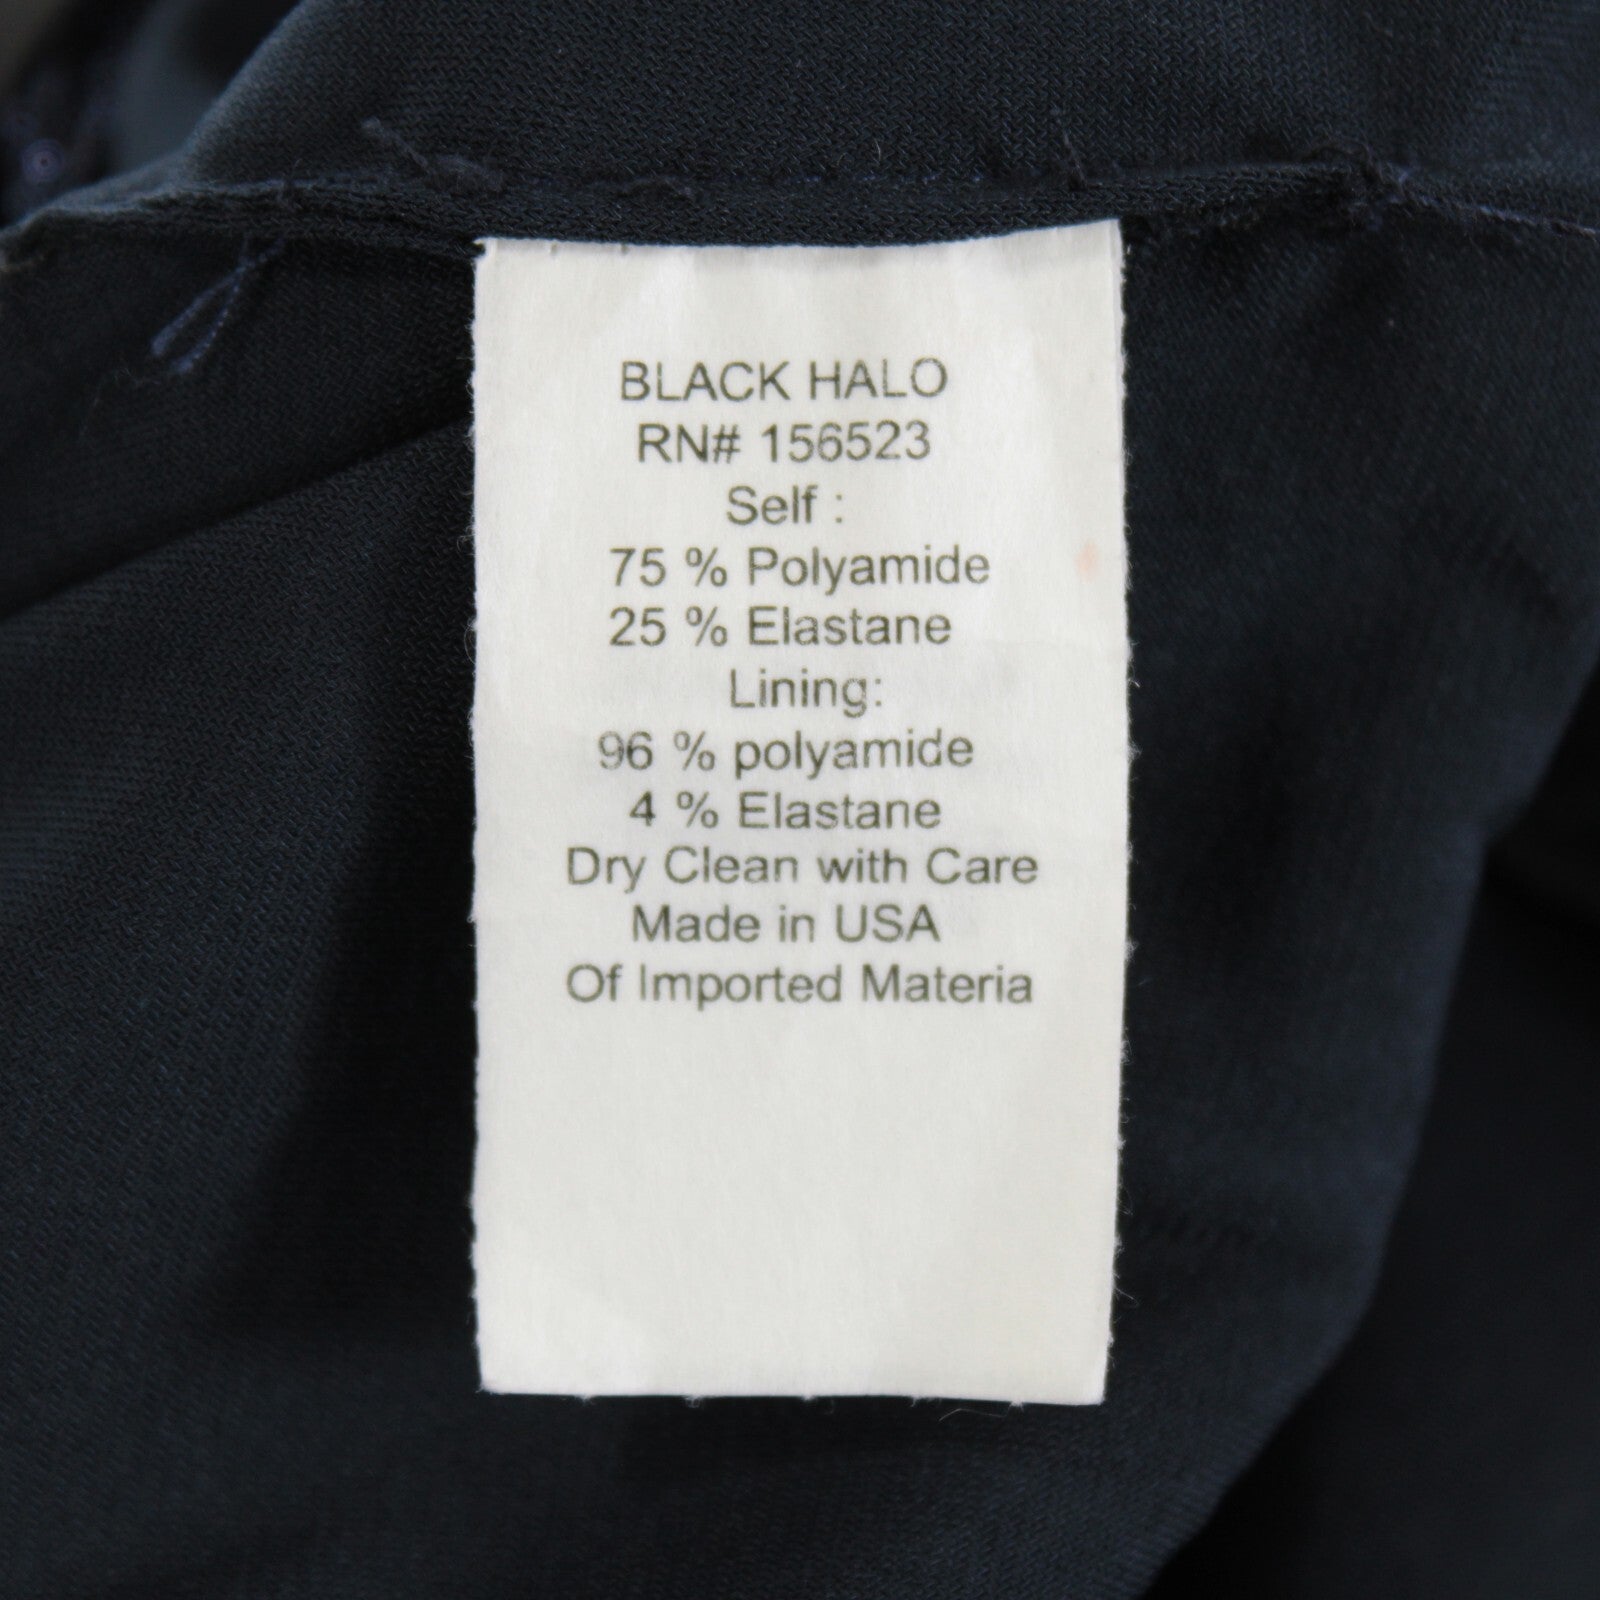 BLACK HALO
RN# 156523
Self :
75 % Polyamide
25 % Elastane
Lining:
96 % polyamide
4 % Elastane
Dry Clean with Care
Made in USA
Of Imported Materia